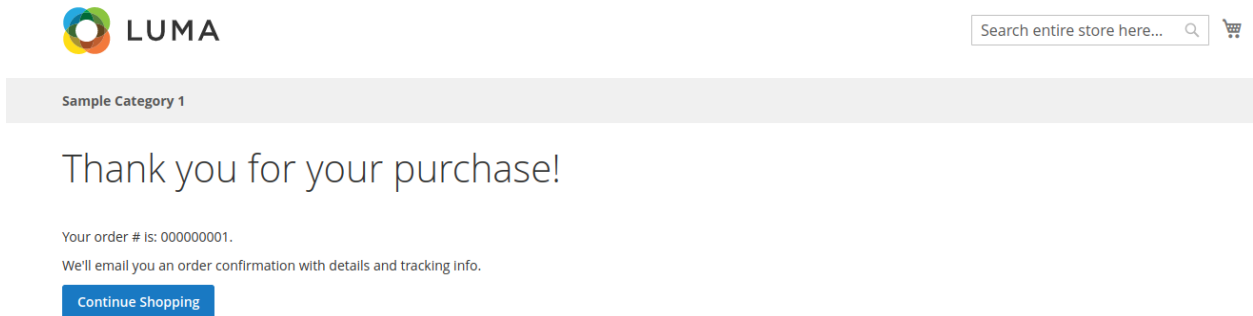 LUMA
Search entire store here...
Sample Category 1
Thank you for your purchase!
Your order # is: 000000001.
We'll email you an order confirmation with details and tracking info.
Continue Shopping